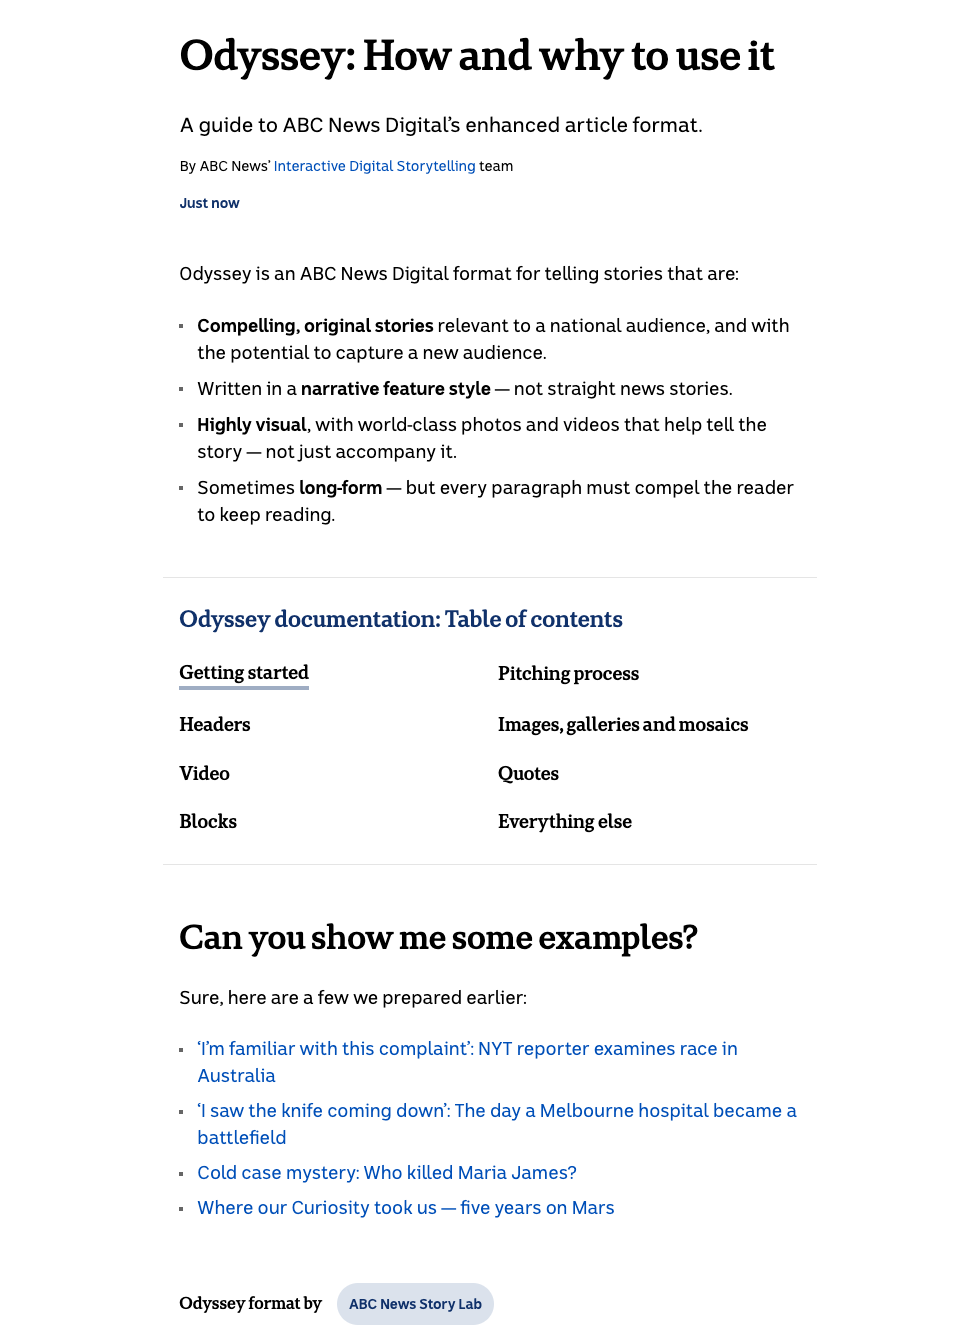 Odyssey: How and why to use it
A guide to ABC News Digital’s enhanced article format.
By ABC News’ Interactive Digital Storytelling team
Just now
Odyssey is an ABC News Digital format for telling stories that are:
Compelling, original stories relevant to a national audience, and with
the potential to capture a new audience.
Written in a narrative feature style — not straight news stories.
Highly visual, with world-class photos and videos that help tell the
story — not just accompany it.
Sometimes long-form — but every paragraph must compel the reader
to keep reading.
Odyssey documentation: Table of contents
Getting started
Pitching process
Headers
Images, galleries and mosaics
Video
Quotes
Blocks
Everything else
Can you show me some examples?
Sure, here are a few we prepared earlier:
‘I’m familiar with this complaint’: NYT reporter examines race in
Australia
‘I saw the knife coming down’: The day a Melbourne hospital became a
battlefield
Cold case mystery: Who killed Maria James?
Where our Curiosity took us — five years on Mars
Odyssey format by ABC News Story Lab